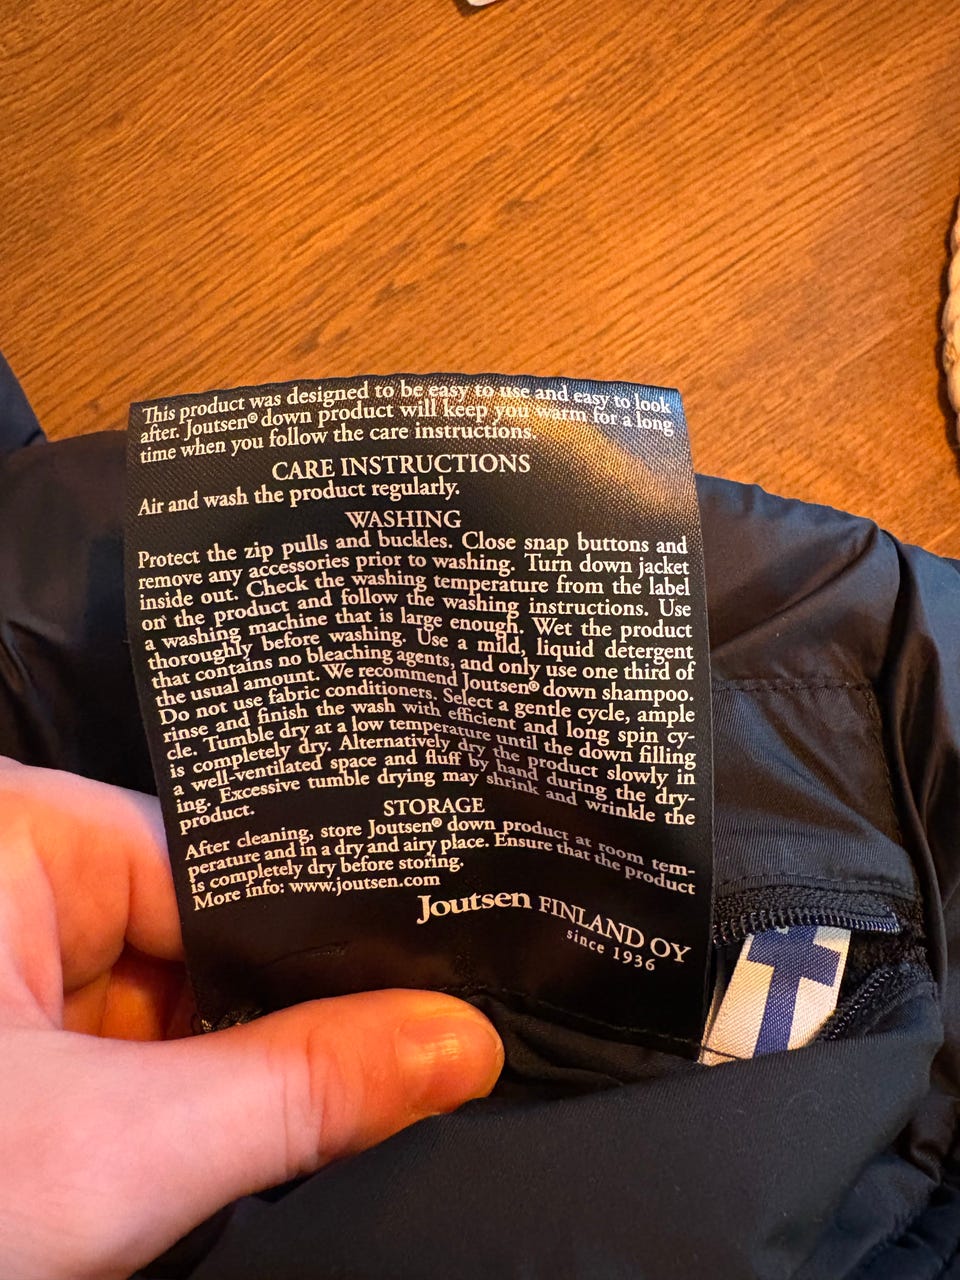 This product was designed to be easy to use and easy to look
after. Joutsen® down product will keep you warm for a long
time when you follow the care instructions.
CARE INSTRUCTIONS
Air and wash the product regularly.
WASHING
Protect the zip pulls and buckles. Close snap buttons and
remove any accessories prior to washing. Turn down jacket
inside out. Check the washing temperature from the label
on the product and follow the washing instructions. Use
a washing machine that is large enough. Wet the product
thoroughly before washing. Use a mild, liquid detergent
that contains no bleaching agents, and only use one third of
the usual amount. We recommend Joutsen® down shampoo.
Do not use fabric conditioners. Select a gentle cycle, ample
rinse and finish the wash with efficient and long spin cy-
cle. Tumble dry at a low temperature until the down filling
is completely dry. Alternatively dry the product slowly in
a well-ventilated space and fluff by hand during the dry-
ing. Excessive tumble drying may shrink and wrinkle the
product.
STORAGE
After cleaning, store Joutsen® down product at room tem-
perature and in a dry and airy place. Ensure that the product
is completely dry before storing.
More info: www.joutsen.com
Joutsen FINLAND OY
since 1936